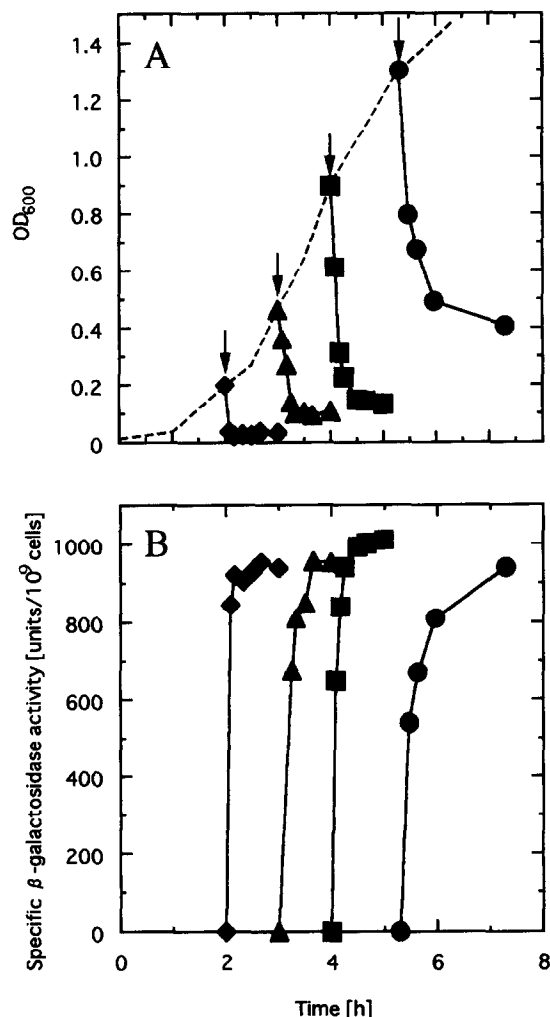 A
1.4
1.2
1.0
0.8
0.6
0.4
0.2
0
OD600
B
1000
800
600
400
200
0
Specific β-galactosidase activity [units/10⁹ cells]
0 2 4 6 8
Time [h]